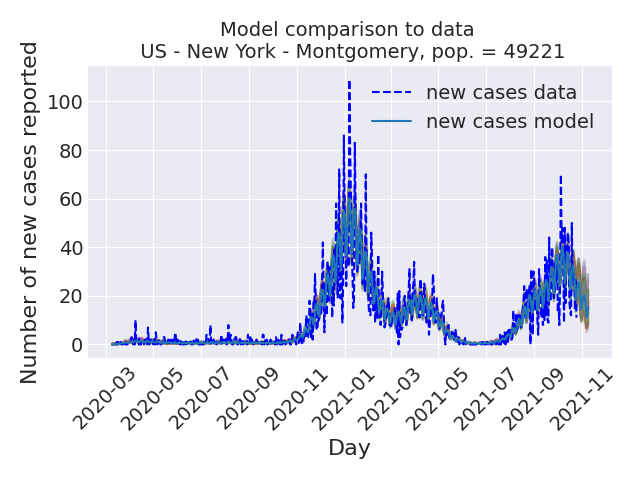 Model comparison to data
US - New York - Montgomery, pop. = 49221
Number of new cases reported
100
80
60
40
20
0
new cases data
new cases model
2020-03
2020-05
2020-07
2020-09
2020-11
2021-01
2021-03
2021-05
2021-07
2021-09
2021-11
Day